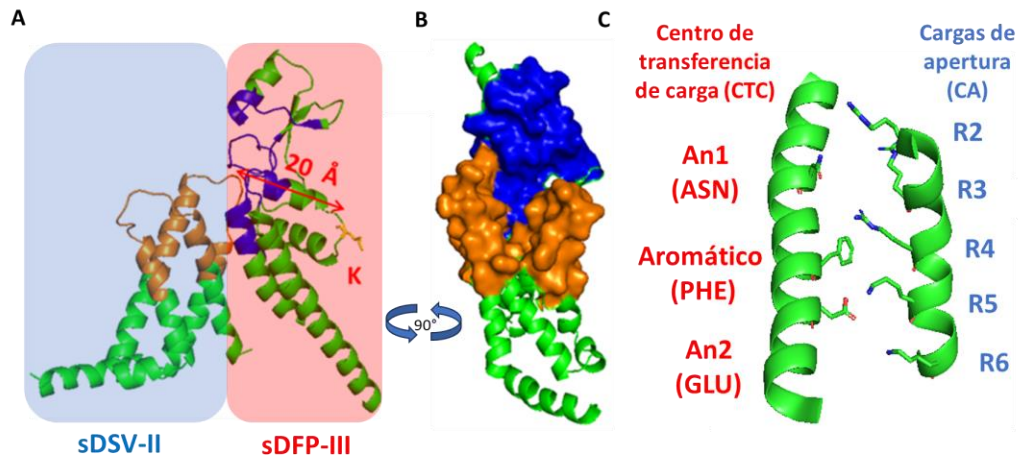 A
20 Å
K
sDSV-II
sDFP-III
B
90°
C
Centro de
transferencia
de carga (CTC)
Cargas de
apertura
(CA)
An1
(ASN)
Aromático
(PHE)
An2
(GLU)
R2
R3
R4
R5
R6